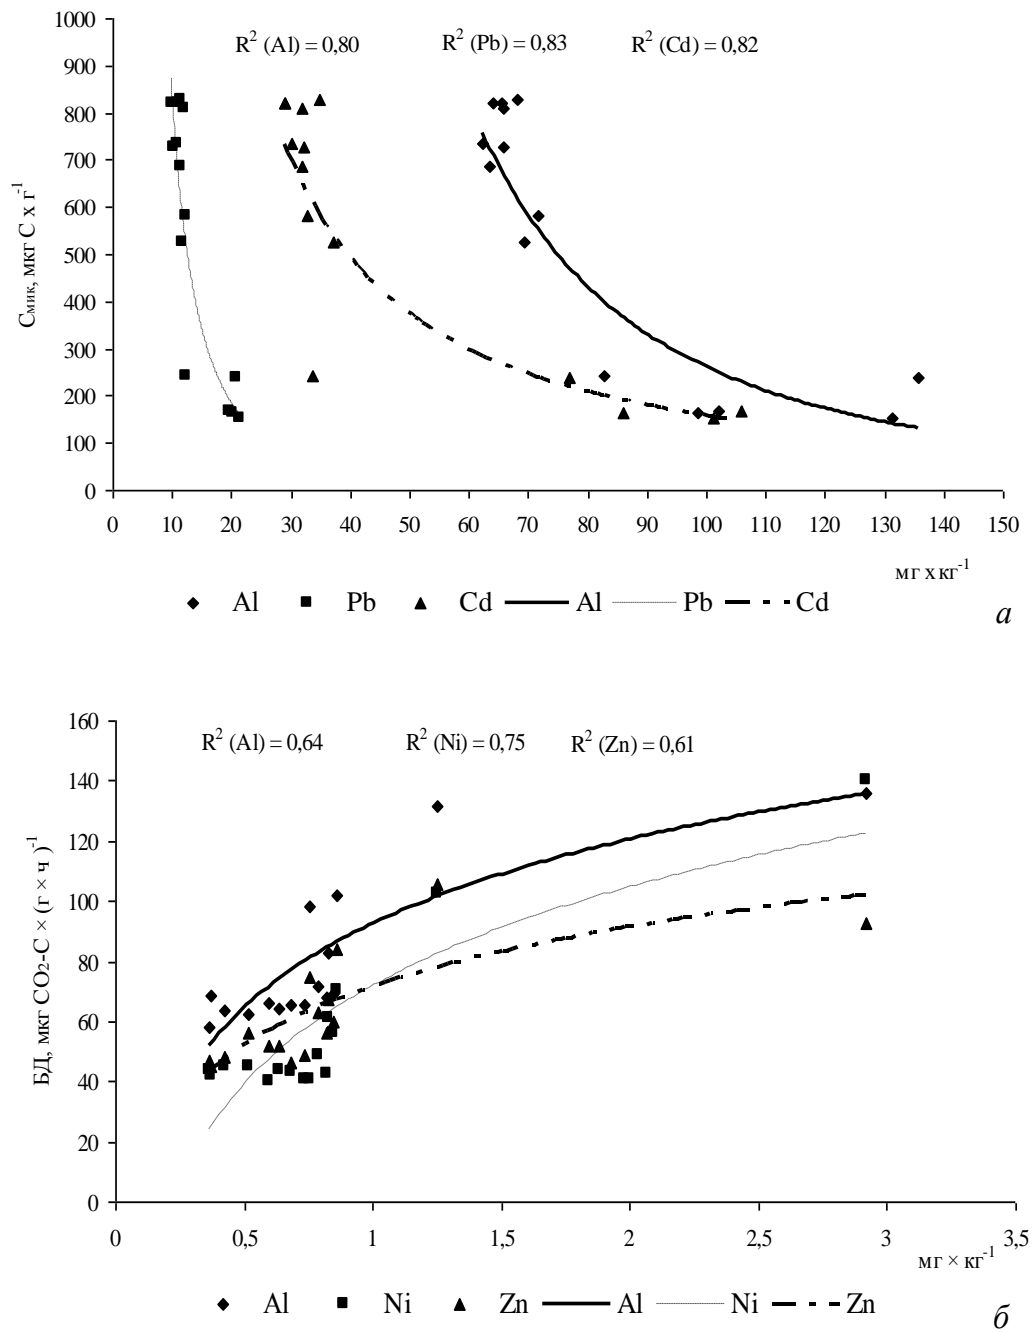 1000
R² (Al) = 0,80 R² (Pb) = 0,83 R² (Cd) = 0,82
900
800
700
600
500
400
300
200
100
0
Cмик, мкг C x г⁻¹
0 10 20 30 40 50 60 70 80 90 100 110 120 130 140 150
мг x кг⁻¹
Al Pb Cd Al Pb Cd
а
160
R² (Al) = 0,64 R² (Ni) = 0,75 R² (Zn) = 0,61
140
120
100
80
60
40
20
0
БД, мкг CO₂-C × (г × ч)⁻¹
0 0,5 1 1,5 2 2,5 3 3,5
мг × кг⁻¹
Al Ni Zn Al Ni Zn
б